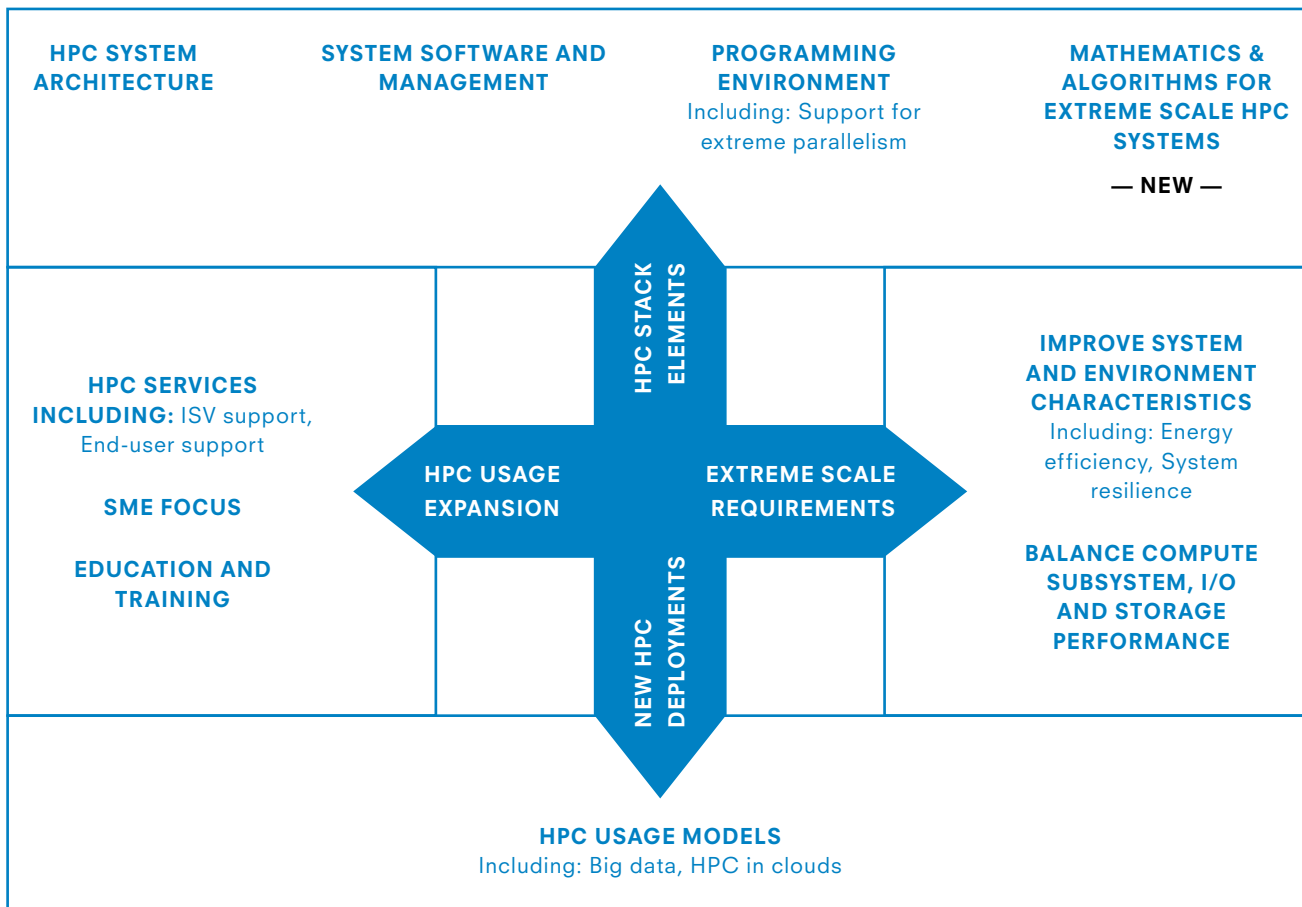 HPC SYSTEM
ARCHITECTURE
SYSTEM SOFTWARE AND
MANAGEMENT
PROGRAMMING
ENVIRONMENT
Including: Support for
extreme parallelism
MATHEMATICS &
ALGORITHMS FOR
EXTREME SCALE HPC
SYSTEMS
— NEW —
HPC STACK
ELEMENTS
HPC SERVICES
INCLUDING: ISV support,
End-user support
SME FOCUS
EDUCATION AND
TRAINING
HPC USAGE
EXPANSION
EXTREME SCALE
REQUIREMENTS
IMPROVE SYSTEM
AND ENVIRONMENT
CHARACTERISTICS
Including: Energy
efficiency, System
resilience
BALANCE COMPUTE
SUBSYSTEM, I/O
AND STORAGE
PERFORMANCE
NEW HPC
DEPLOYMENTS
HPC USAGE MODELS
Including: Big data, HPC in clouds